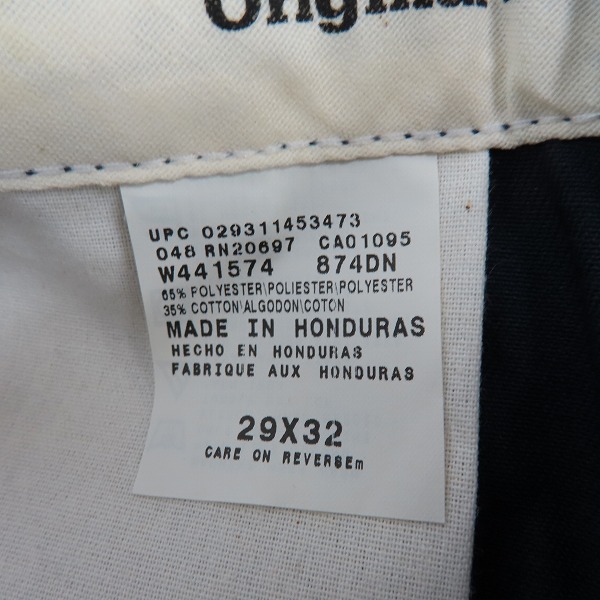 Original
UPC 029311453473
048 RN20697 CA01095
W441574 874DN
65% POLYESTER\POLIESTER\POLYESTER
35% COTTON\ALGODON\COTON
MADE IN HONDURAS
HECHO EN HONDURAS
FABRIQUE AUX HONDURAS
29X32
CARE ON REVERSEm